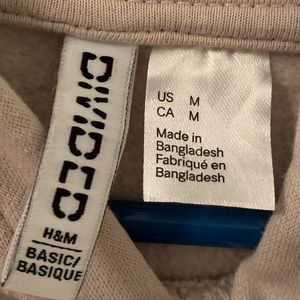 DIVIDED
H&M
BASIC/
BASIQUE
US M
CA M
Made in
Bangladesh
Fabriqué en
Bangladesh